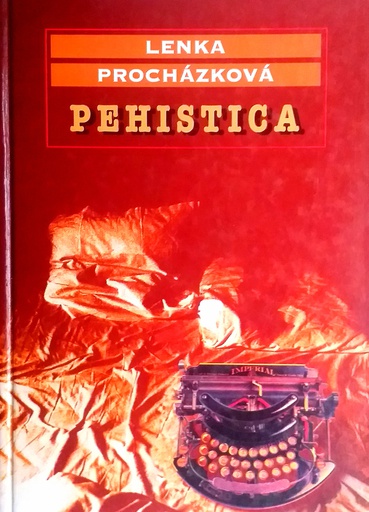 LENKA
PROCHÁZKOVÁ
PEHISTICA
IMPERIAL